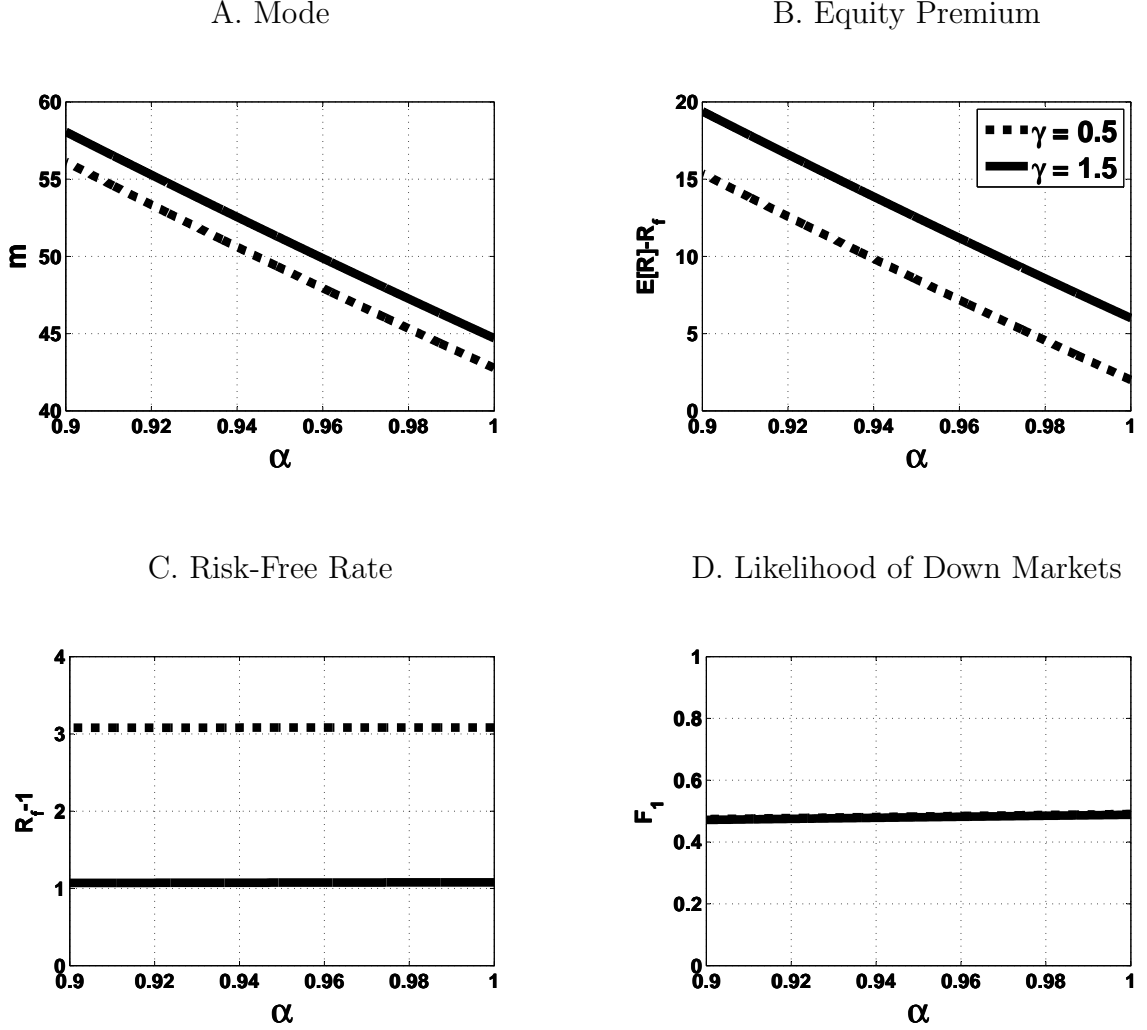 A. Mode
60
55
50
45
40
m
0.9 0.92 0.94 0.96 0.98 1
α
B. Equity Premium
20
15
10
5
0
E[R]-R_f
γ = 0.5
γ = 1.5
0.9 0.92 0.94 0.96 0.98 1
α
C. Risk-Free Rate
4
3
2
1
0
R_f-1
0.9 0.92 0.94 0.96 0.98 1
α
D. Likelihood of Down Markets
1
0.8
0.6
0.4
0.2
0
F_1
0.9 0.92 0.94 0.96 0.98 1
α